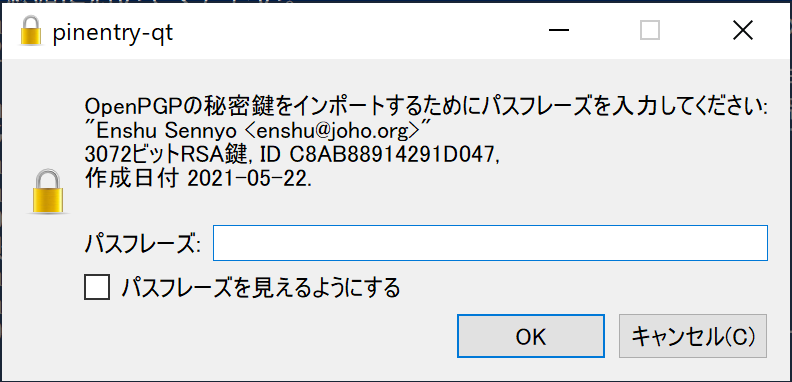 pinentry-qt
OpenPGPの秘密鍵をインポートするためにパスフレーズを入力してください:
"Enshu Sennyo <enshu@joho.org>"
3072ビットRSA鍵, ID C8AB88914291D047,
作成日付 2021-05-22.
パスフレーズ:
パスフレーズを見えるようにする
OK キャンセル(C)